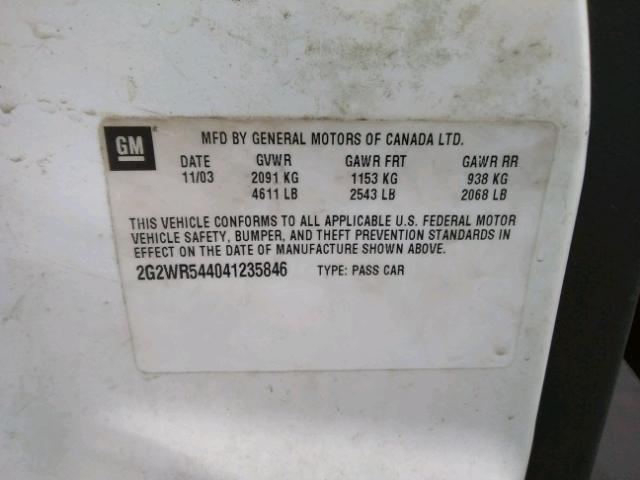 GM
MFD BY GENERAL MOTORS OF CANADA LTD.
DATE GVWR GAWR FRT GAWR RR
11/03 2091 KG 1153 KG 938 KG
4611 LB 2543 LB 2068 LB
THIS VEHICLE CONFORMS TO ALL APPLICABLE U.S. FEDERAL MOTOR
VEHICLE SAFETY, BUMPER, AND THEFT PREVENTION STANDARDS IN
EFFECT ON THE DATE OF MANUFACTURE SHOWN ABOVE.
2G2WR544041235846 TYPE: PASS CAR